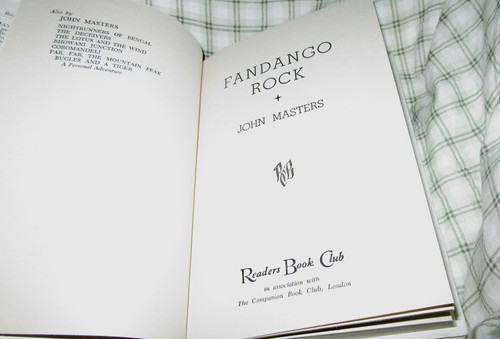 Also by
JOHN MASTERS
NIGHTRUNNERS OF BENGAL
THE DECEIVERS
THE LOTUS AND THE WIND
BHOWANI JUNCTION
COROMANDEL!
FAR, FAR THE MOUNTAIN PEAK
BUGLES AND A TIGER
A Personal Adventure
FANDANGO
ROCK
JOHN MASTERS
RBC
Readers Book Club
in association with
The Companion Book Club, London